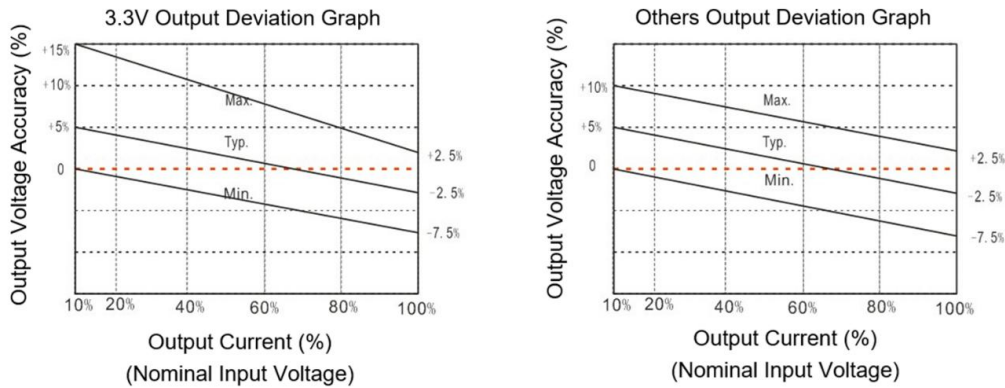 3.3V Output Deviation Graph
Output Voltage Accuracy (%)
+15%
+10%
+5%
0
Max.
Typ.
Min.
+2.5%
-2.5%
-7.5%
10% 20% 40% 60% 80% 100%
Output Current (%)
(Nominal Input Voltage)
Others Output Deviation Graph
Output Voltage Accuracy (%)
+10%
+5%
0
Max.
Typ.
Min.
+2.5%
-2.5%
-7.5%
10% 20% 40% 60% 80% 100%
Output Current (%)
(Nominal Input Voltage)